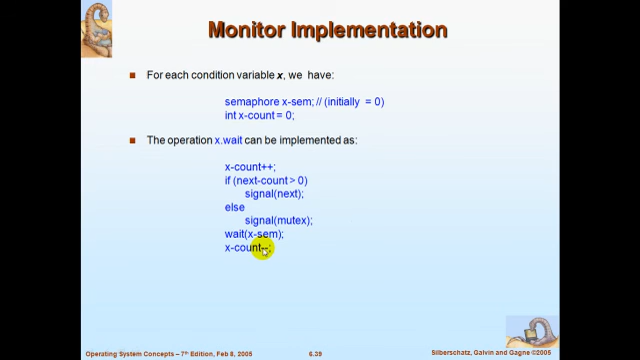 Monitor Implementation
For each condition variable x, we have:
semaphore x-sem; // (initially = 0)
int x-count = 0;
The operation x.wait can be implemented as:
x-count++;
if (next-count > 0)
signal(next);
else
signal(mutex);
wait(x-sem);
x-count--;
Operating System Concepts – 7th Edition, Feb 8, 2005
6.39
Silberschatz, Galvin and Gagne ©2005